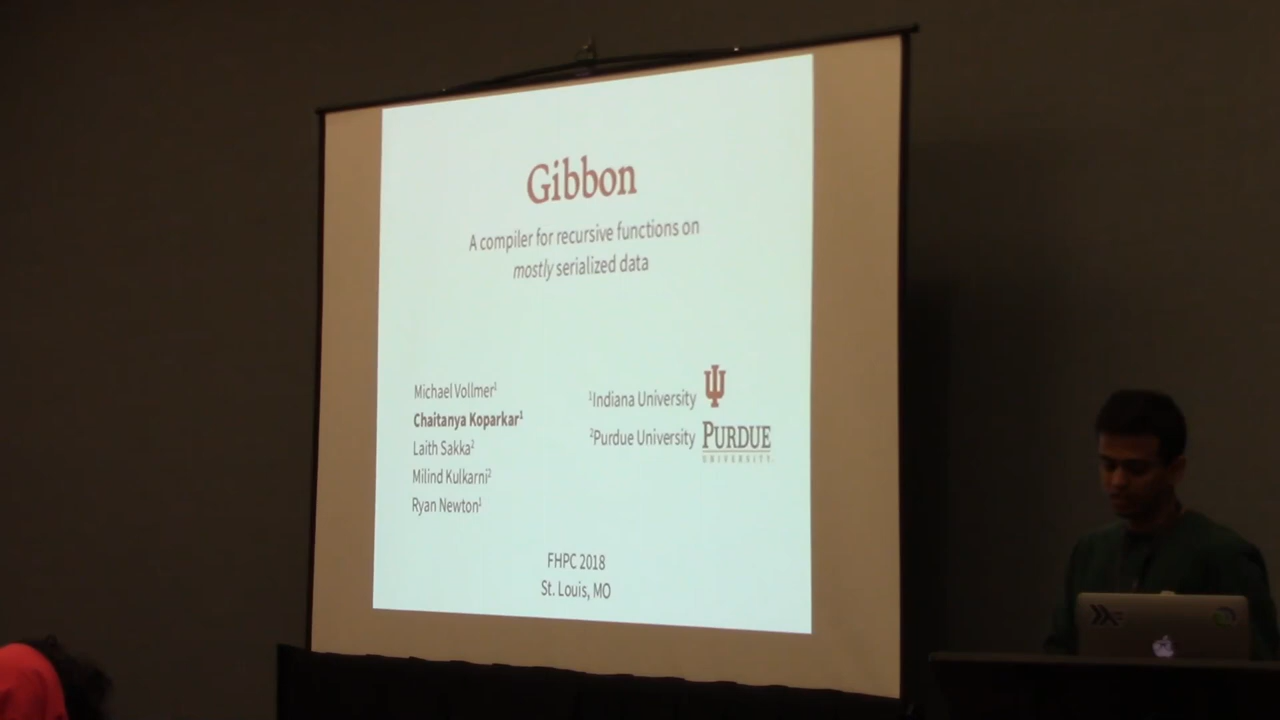 Gibbon
A compiler for recursive functions on
mostly serialized data
Michael Vollmer¹
Chaitanya Koparkar¹
Laith Sakka²
Milind Kulkarni²
Ryan Newton¹
¹Indiana University
²Purdue University PURDUE
UNIVERSITY
FHPC 2018
St. Louis, MO